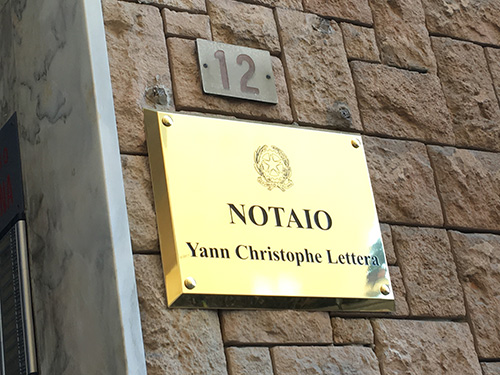 12
NOTAIO
Yann Christophe Lettera